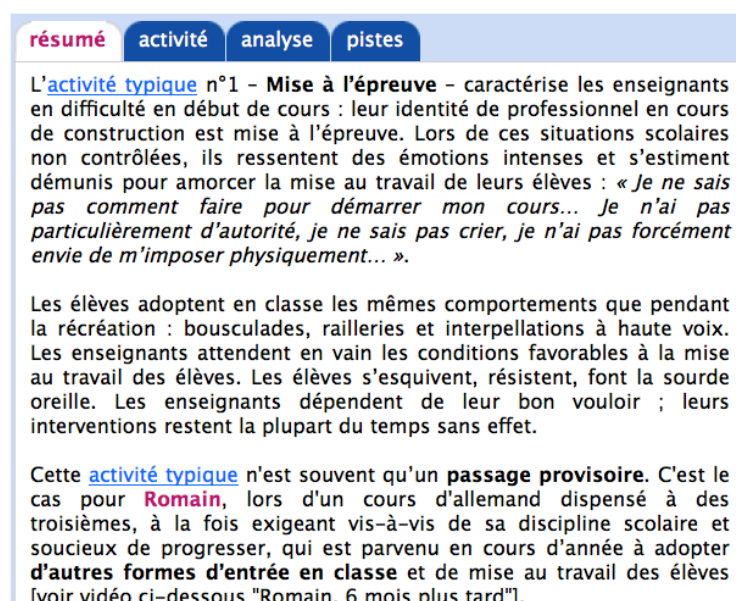 résumé activité analyse pistes
L'activité typique n°1 – Mise à l'épreuve – caractérise les enseignants
en difficulté en début de cours : leur identité de professionnel en cours
de construction est mise à l'épreuve. Lors de ces situations scolaires
non contrôlées, ils ressentent des émotions intenses et s'estiment
démunis pour amorcer la mise au travail de leurs élèves : « Je ne sais
pas comment faire pour démarrer mon cours... Je n'ai pas
particulièrement d'autorité, je ne sais pas crier, je n'ai pas forcément
envie de m'imposer physiquement... ».
Les élèves adoptent en classe les mêmes comportements que pendant
la récréation : bousculades, railleries et interpellations à haute voix.
Les enseignants attendent en vain les conditions favorables à la mise
au travail des élèves. Les élèves s'esquivent, résistent, font la sourde
oreille. Les enseignants dépendent de leur bon vouloir ; leurs
interventions restent la plupart du temps sans effet.
Cette activité typique n'est souvent qu'un passage provisoire. C'est le
cas pour Romain, lors d'un cours d'allemand dispensé à des
troisièmes, à la fois exigeant vis-à-vis de sa discipline scolaire et
soucieux de progresser, qui est parvenu en cours d'année à adopter
d'autres formes d'entrée en classe et de mise au travail des élèves
[voir vidéo ci-dessous "Romain, 6 mois plus tard"].